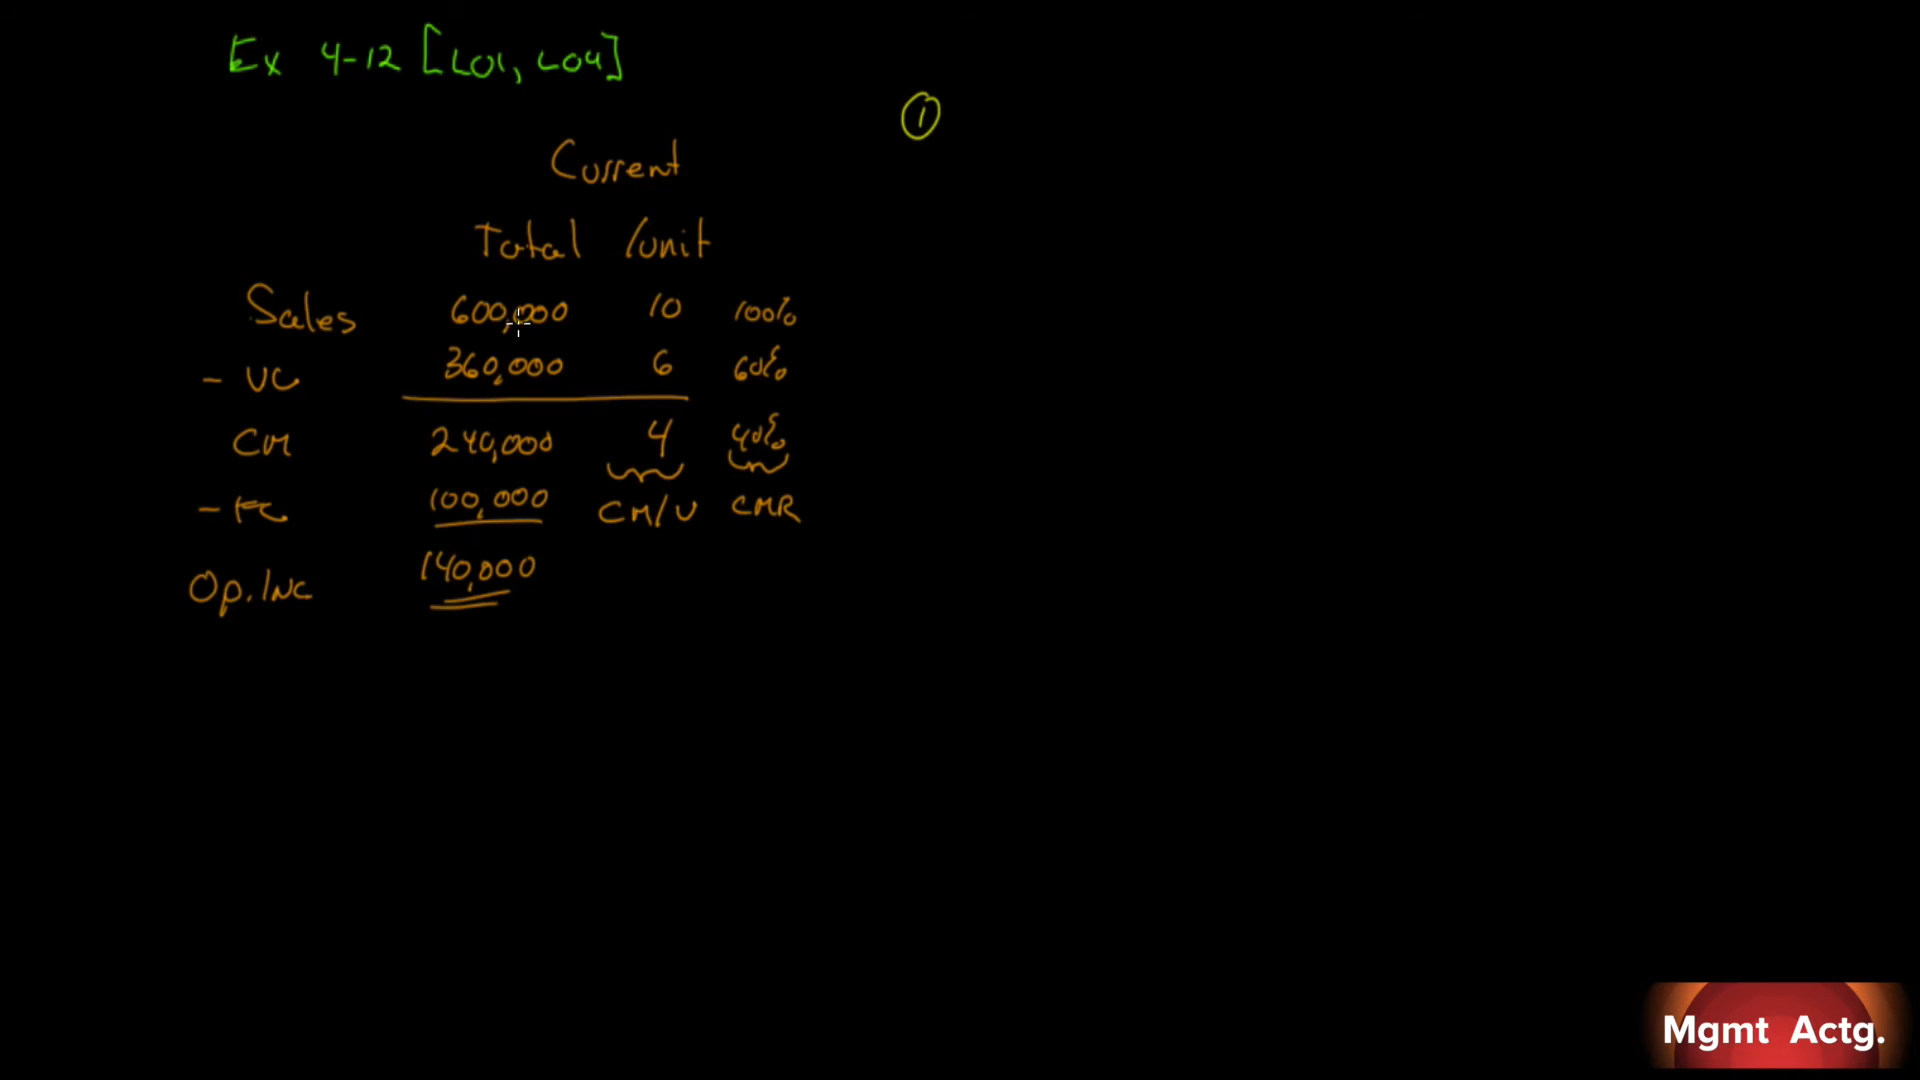 Ex 4-12 [LO1, LO4]
①
Current
Total /unit
Sales 600,000 10 100%
- VC 360,000 6 60%
CM 240,000 4 40%
- FC 100,000 CM/U CMR
Op. Inc 140,000
Mgmt Actg.